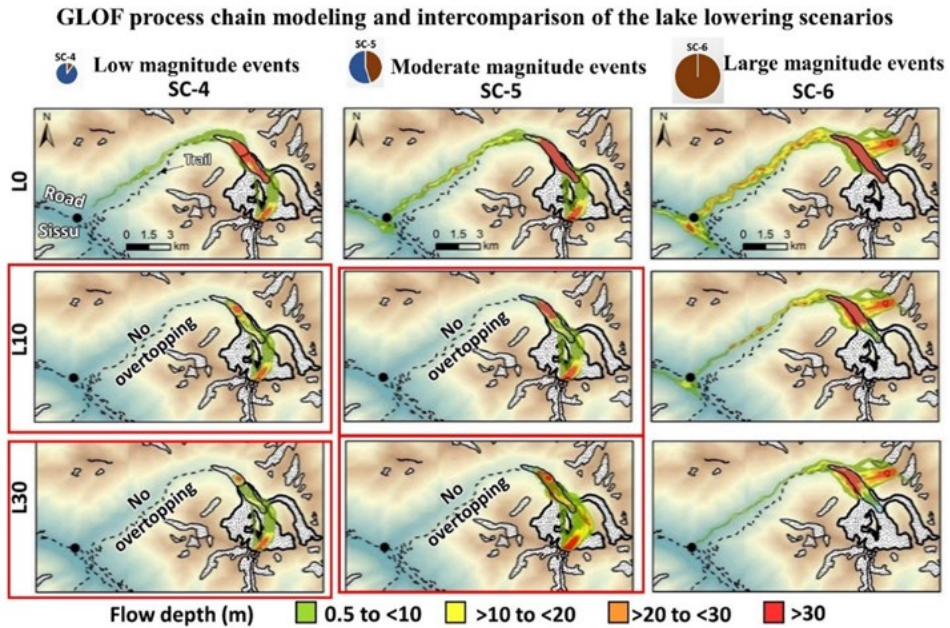 GLOF process chain modeling and intercomparison of the lake lowering scenarios
SC-4
Low magnitude events
SC-4
SC-5
Moderate magnitude events
SC-5
SC-6
Large magnitude events
SC-6
L0
N
Trail
Road
Sissu
0 1.5 3
km
N
0 1.5 3
km
N
0 1.5 3
km
L10
No
overtopping
No
overtopping
L30
No
overtopping
No
overtopping
Flow depth (m)
0.5 to <10
>10 to <20
>20 to <30
>30